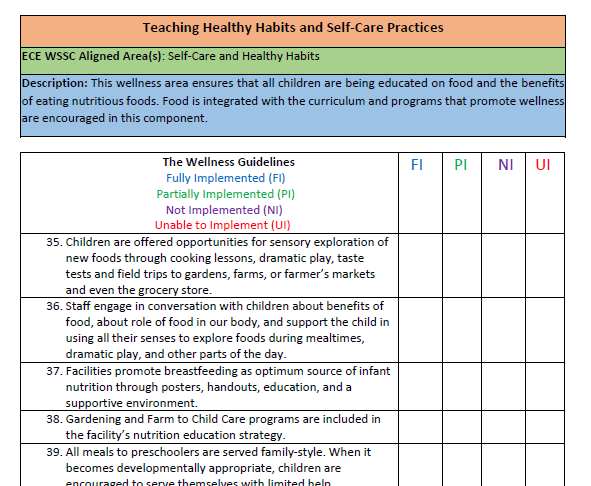 Teaching Healthy Habits and Self-Care Practices
ECE WSSC Aligned Area(s): Self-Care and Healthy Habits
Description: This wellness area ensures that all children are being educated on food and the benefits
of eating nutritious foods. Food is integrated with the curriculum and programs that promote wellness
are encouraged in this component.
The Wellness Guidelines FI PI NI UI
Fully Implemented (FI)
Partially Implemented (PI)
Not Implemented (NI)
Unable to Implement (UI)
35. Children are offered opportunities for sensory exploration of
new foods through cooking lessons, dramatic play, taste
tests and field trips to gardens, farms, or farmer's markets
and even the grocery store.
36. Staff engage in conversation with children about benefits of
food, about role of food in our body, and support the child in
using all their senses to explore foods during mealtimes,
dramatic play, and other parts of the day.
37. Facilities promote breastfeeding as optimum source of infant
nutrition through posters, handouts, education, and a
supportive environment.
38. Gardening and Farm to Child Care programs are included in
the facility's nutrition education strategy.
39. All meals to preschoolers are served family-style. When it
becomes developmentally appropriate, children are
encouraged to serve themselves with limited help